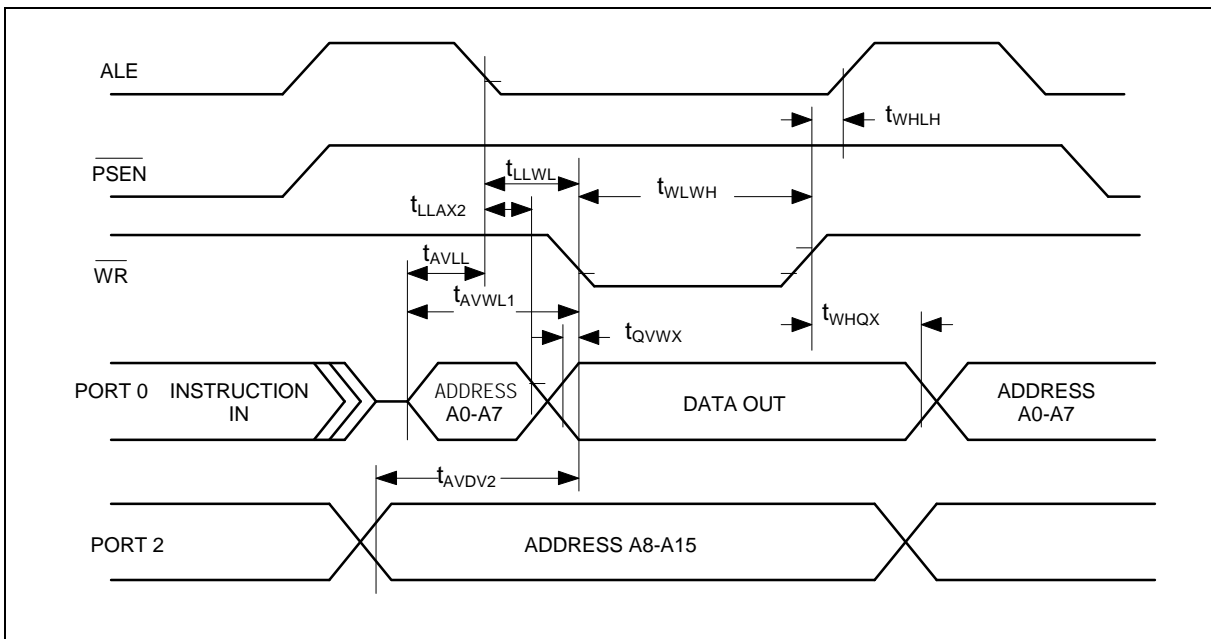 ALE
tWHLH
PSEN
tLLWL
tWLWH
tLLAX2
WR
tAVLL
tAVWL1
tWHQX
tQVWX
PORT 0
INSTRUCTION
IN
ADDRESS
A0-A7
DATA OUT
ADDRESS
A0-A7
tAVDV2
PORT 2
ADDRESS A8-A15